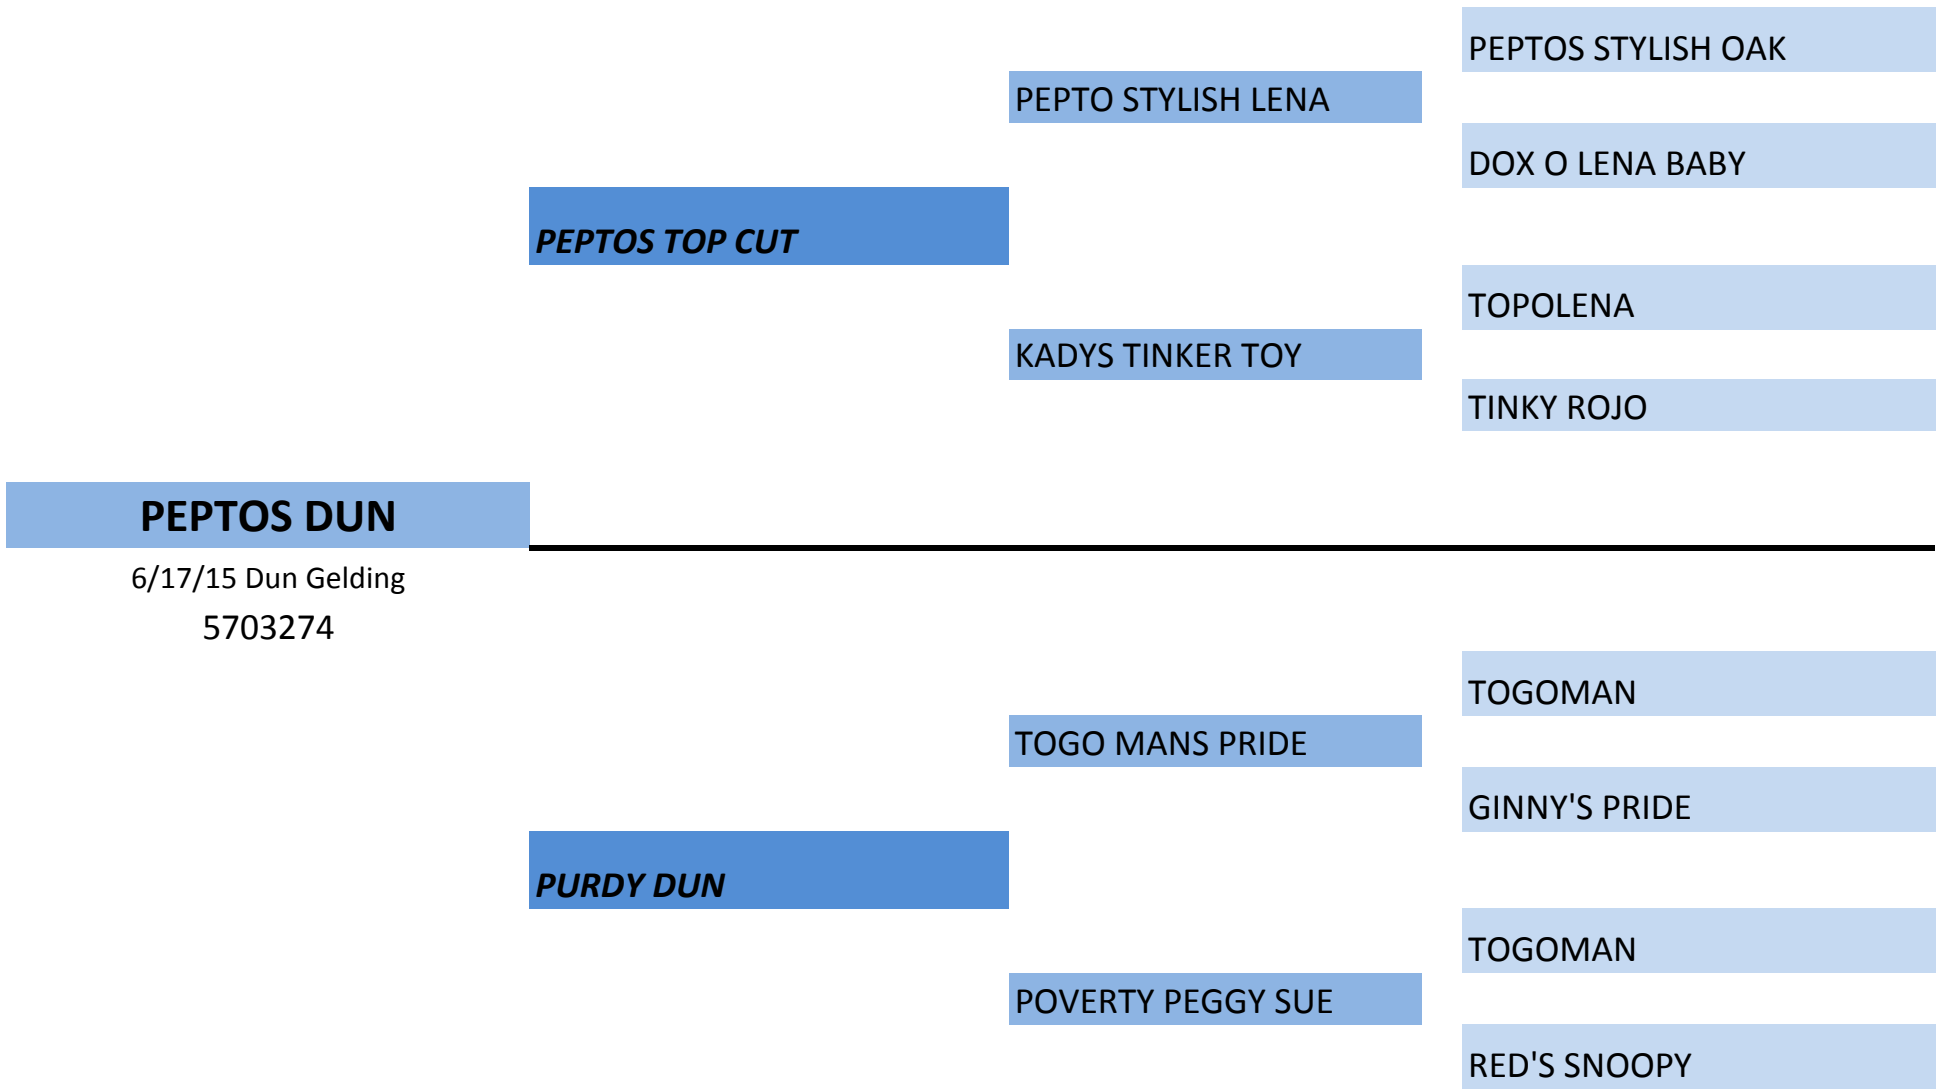 PEPTOS STYLISH OAK
PEPTO STYLISH LENA
DOX O LENA BABY
PEPTOS TOP CUT
TOPOLENA
KADYS TINKER TOY
TINKY ROJO
PEPTOS DUN
6/17/15 Dun Gelding
5703274
TOGOMAN
TOGO MANS PRIDE
GINNY'S PRIDE
PURDY DUN
TOGOMAN
POVERTY PEGGY SUE
RED'S SNOOPY